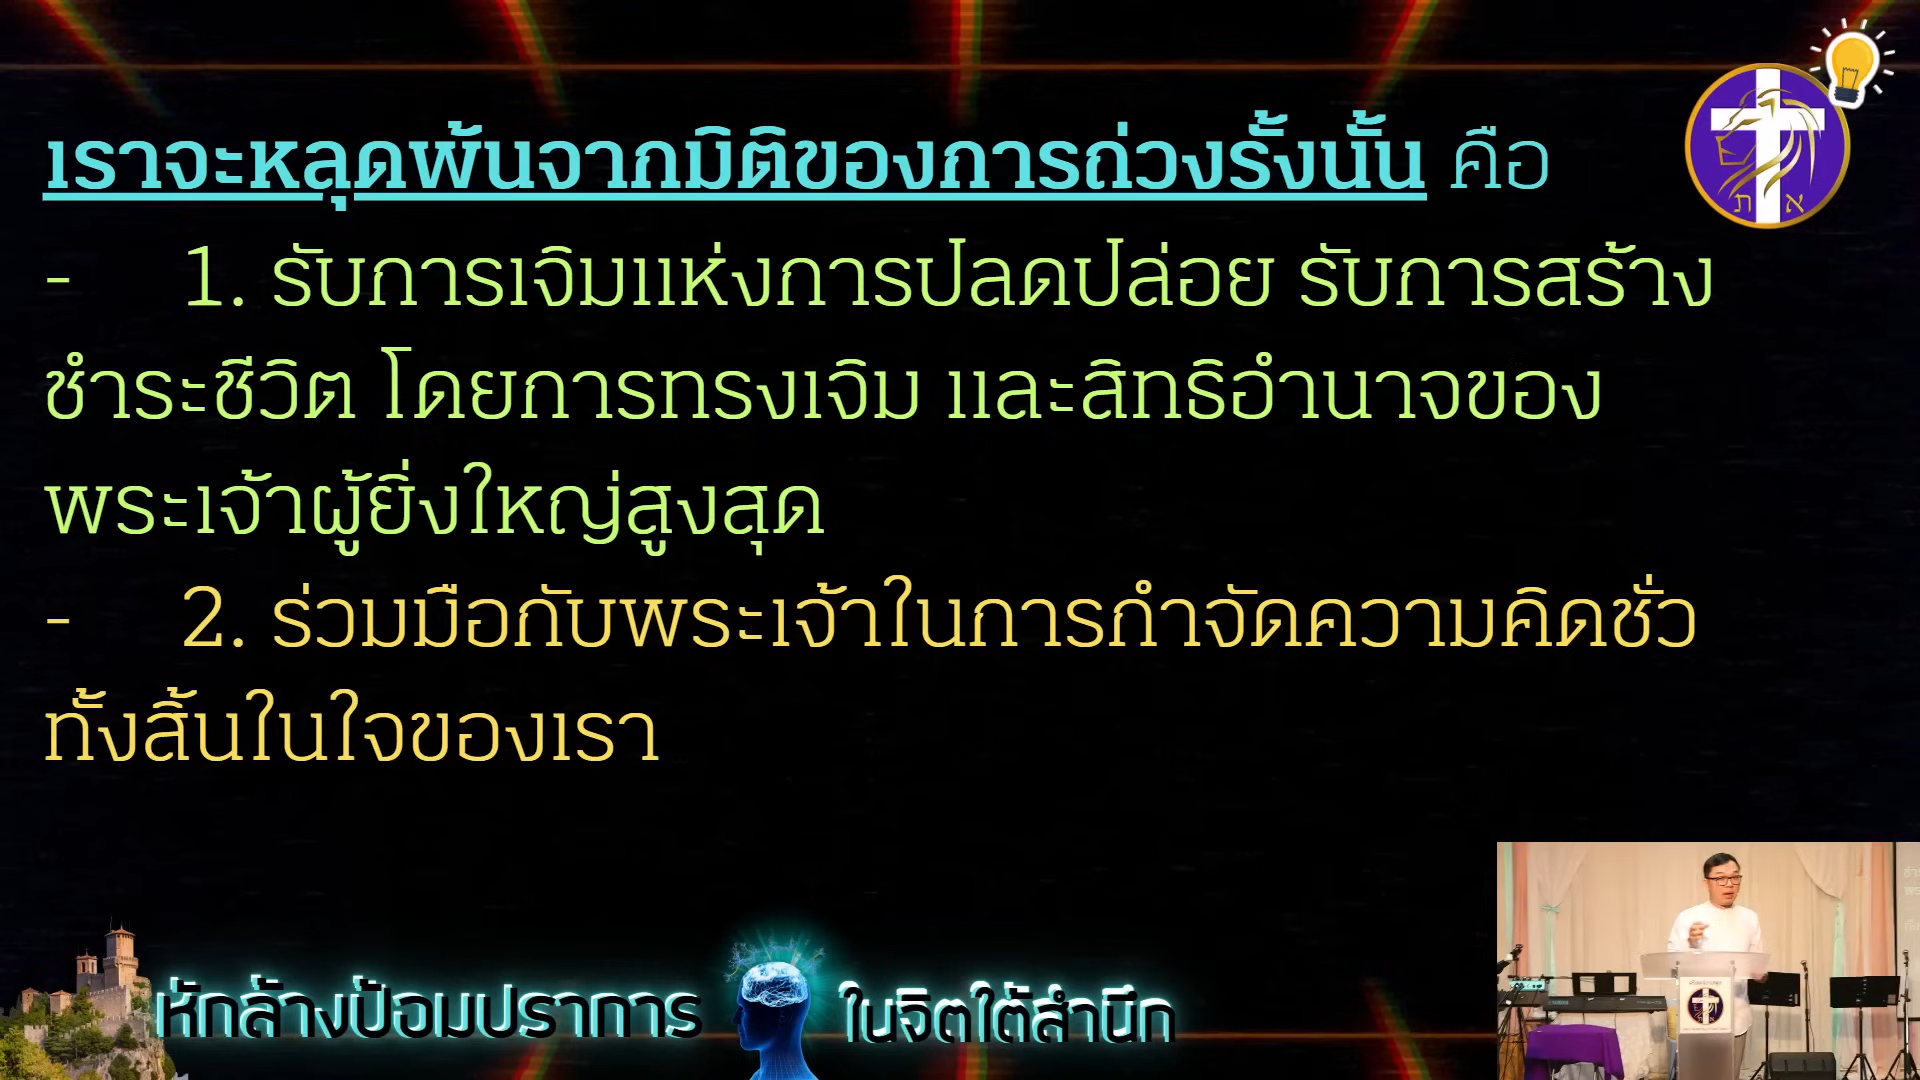 เราจะหลุดพ้นจากมิติของการถ่วงรั้งนั้น คือ
- 1. รับการเจิมแห่งการปลดปล่อย รับการสร้าง
ชำระชีวิต โดยการทรงเจิม และสิทธิอำนาจของ
พระเจ้าผู้ยิ่งใหญ่สูงสุด
- 2. ร่วมมือกับพระเจ้าในการกำจัดความคิดชั่ว
ทั้งสิ้นในใจของเรา
หักล้างป้อมปราการ ในจิตใต้สำนึก
ת א